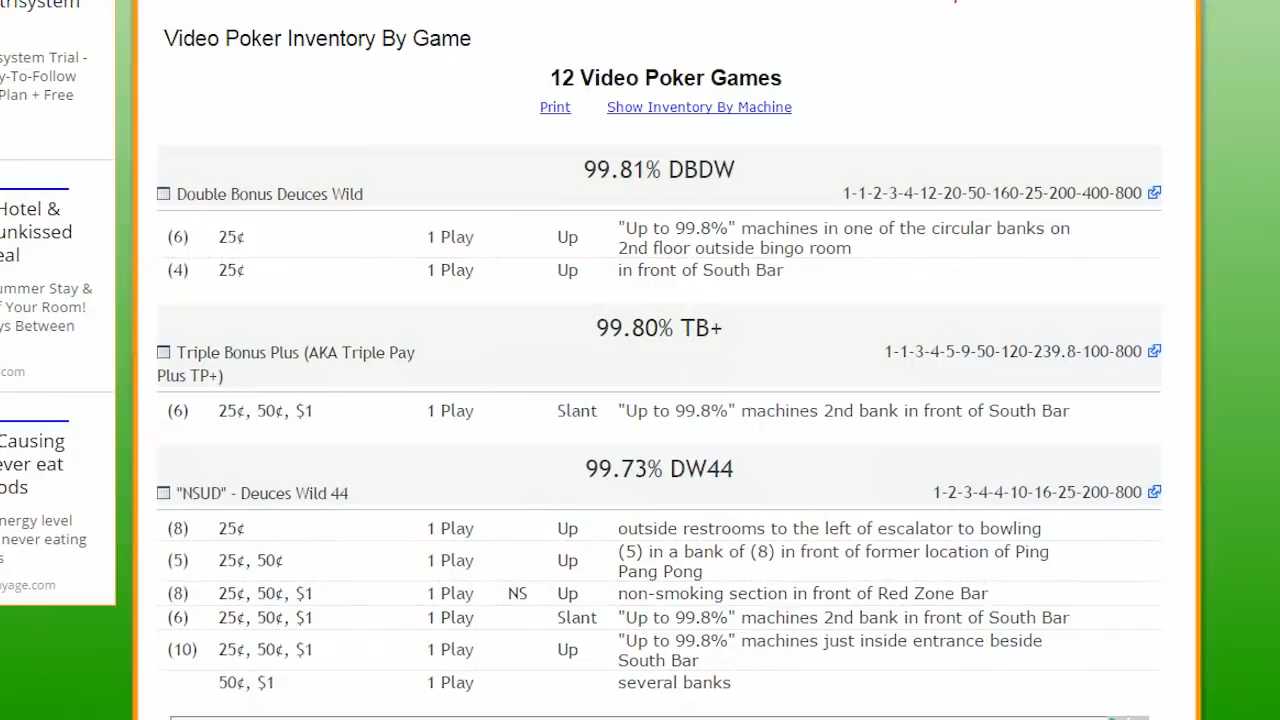 system Trial -
Plan + Free
Hotel &
Stay &
Your Room!
Between
com
Causing
ever eat
level
never eating
Video Poker Inventory By Game
12 Video Poker Games
Print Show Inventory By Machine
99.81% DBDW
Double Bonus Deuces Wild 1-1-2-3-4-12-20-50-160-25-200-400-800
(6) 25¢ 1 Play Up "Up to 99.8%" machines in one of the circular banks on
2nd floor outside bingo room
(4) 25¢ 1 Play Up in front of South Bar
99.80% TB+
Triple Bonus Plus (AKA Triple Pay 1-1-3-4-5-9-50-120-239.8-100-800
Plus TP+)
(6) 25¢, 50¢, $1 1 Play Slant "Up to 99.8%" machines 2nd bank in front of South Bar
99.73% DW44
"NSUD" - Deuces Wild 44 1-2-3-4-4-10-16-25-200-800
(8) 25¢ 1 Play Up outside restrooms to the left of escalator to bowling
(5) 25¢, 50¢ 1 Play Up (5) in a bank of (8) in front of former location of Ping
Pang Pong
(8) 25¢, 50¢, $1 1 Play NS Up non-smoking section in front of Red Zone Bar
(6) 25¢, 50¢, $1 1 Play Slant "Up to 99.8%" machines 2nd bank in front of South Bar
(10) 25¢, 50¢, $1 1 Play Up "Up to 99.8%" machines just inside entrance beside
South Bar
50¢, $1 1 Play several banks